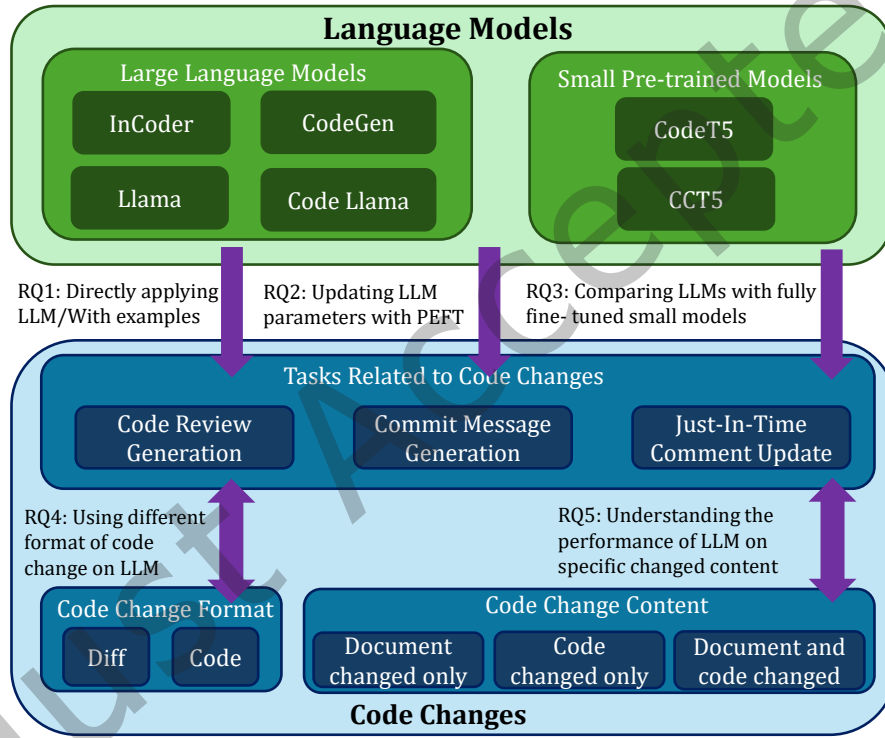 Language Models
Large Language Models
Small Pre-trained Models
InCoder
CodeGen
CodeT5
Llama
Code Llama
CCT5
RQ1: Directly applying
LLM/With examples
RQ2: Updating LLM
parameters with PEFT
RQ3: Comparing LLMs with fully
fine- tuned small models
Tasks Related to Code Changes
Code Review
Generation
Commit Message
Generation
Just-In-Time
Comment Update
RQ4: Using different
format of code
change on LLM
RQ5: Understanding the
performance of LLM on
specific changed content
Code Change Format
Diff
Code
Code Change Content
Document
changed only
Code
changed only
Document and
code changed
Code Changes
Just Accepte